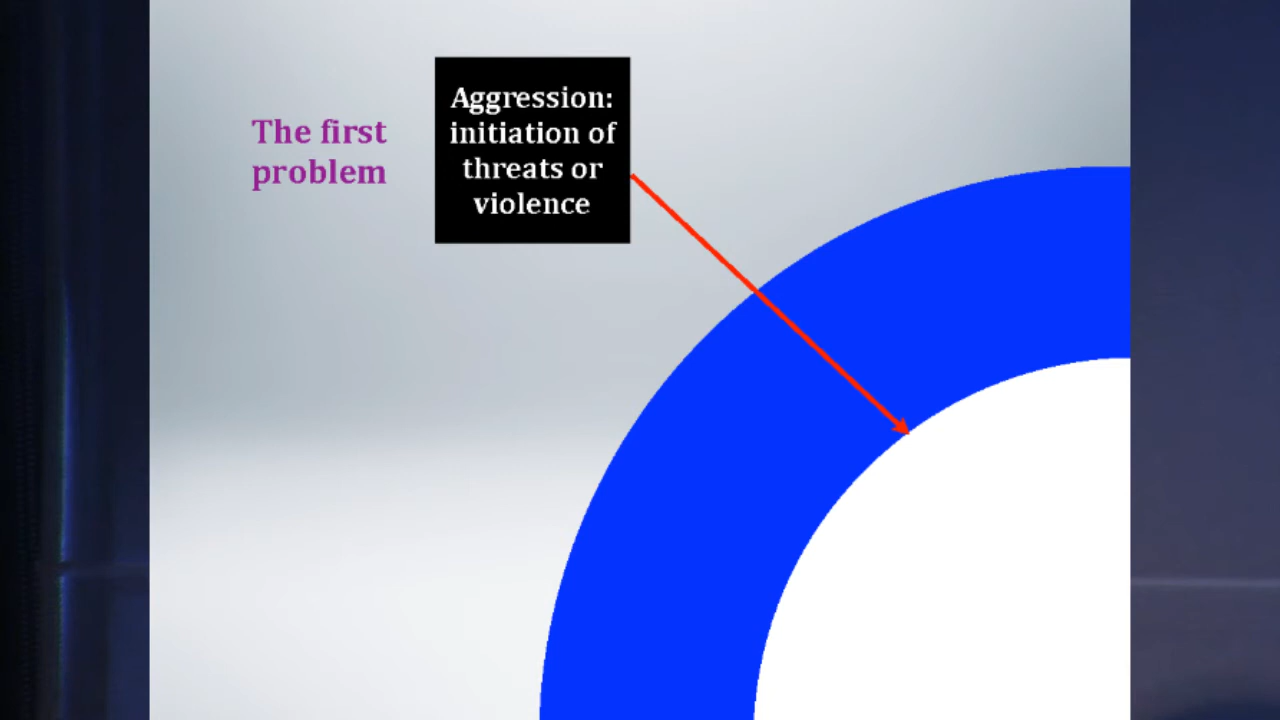 The first
problem
Aggression:
initiation of
threats or
violence